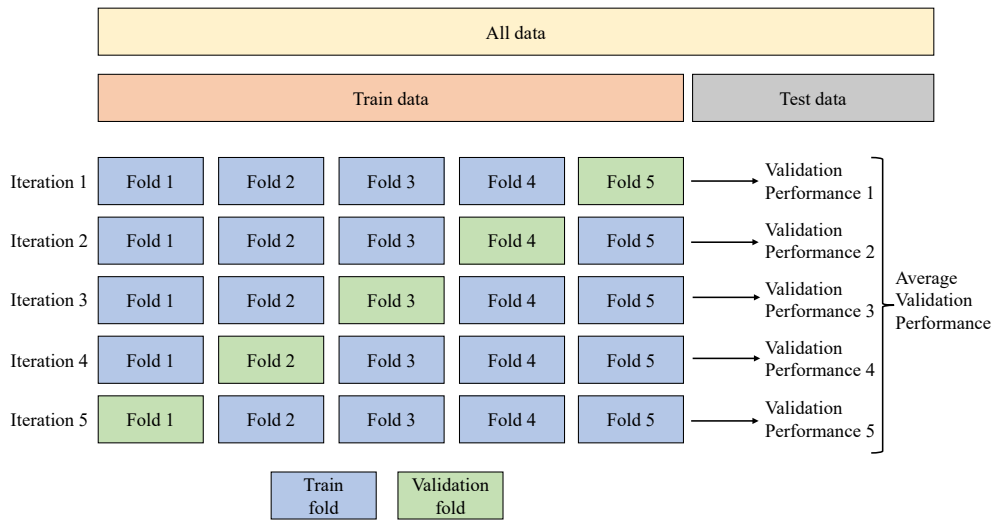 All data
Train data
Test data
Iteration 1
Fold 1
Fold 2
Fold 3
Fold 4
Fold 5
Validation
Performance 1
Iteration 2
Fold 1
Fold 2
Fold 3
Fold 4
Fold 5
Validation
Performance 2
Iteration 3
Fold 1
Fold 2
Fold 3
Fold 4
Fold 5
Validation
Performance 3
Iteration 4
Fold 1
Fold 2
Fold 3
Fold 4
Fold 5
Validation
Performance 4
Iteration 5
Fold 1
Fold 2
Fold 3
Fold 4
Fold 5
Validation
Performance 5
Average
Validation
Performance
Train
fold
Validation
fold